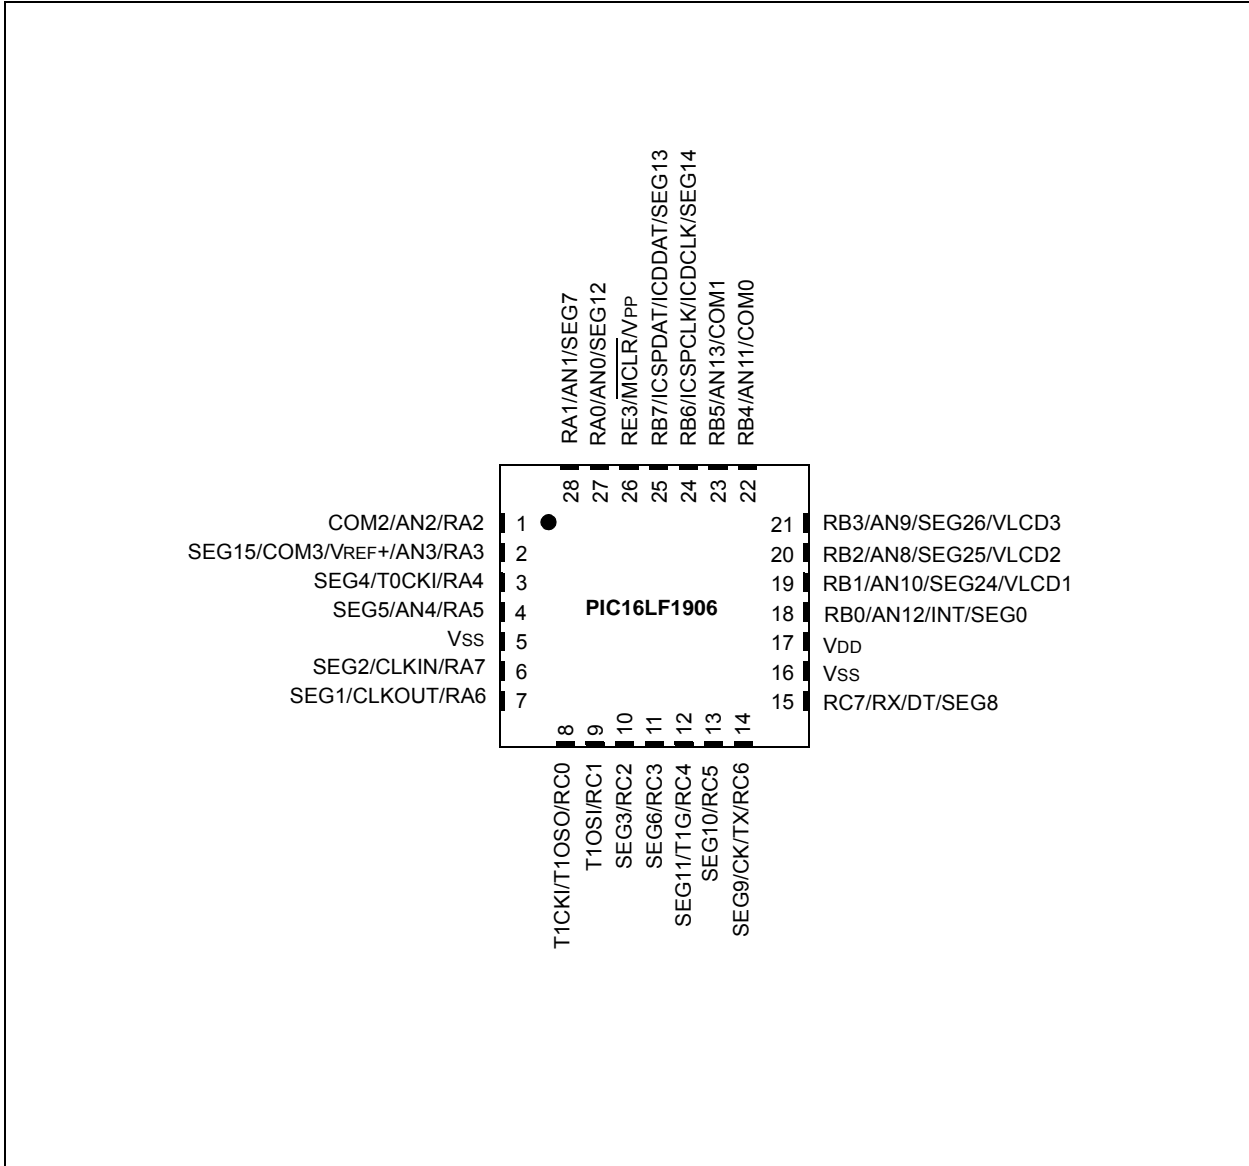 RA1/AN1/SEG7
RA0/AN0/SEG12
RE3/MCLR/VPP
RB7/ICSPDAT/ICDDAT/SEG13
RB6/ICSPCLK/ICDCLK/SEG14
RB5/AN13/COM1
RB4/AN11/COM0
28
27
26
25
24
23
22
COM2/AN2/RA2 1
SEG15/COM3/VREF+/AN3/RA3 2
SEG4/T0CKI/RA4 3
SEG5/AN4/RA5 4
VSS 5
SEG2/CLKIN/RA7 6
SEG1/CLKOUT/RA6 7
PIC16LF1906
21 RB3/AN9/SEG26/VLCD3
20 RB2/AN8/SEG25/VLCD2
19 RB1/AN10/SEG24/VLCD1
18 RB0/AN12/INT/SEG0
17 VDD
16 VSS
15 RC7/RX/DT/SEG8
8
9
10
11
12
13
14
T1CKI/T1OSO/RC0
T1OSI/RC1
SEG3/RC2
SEG6/RC3
SEG11/T1G/RC4
SEG10/RC5
SEG9/CK/TX/RC6